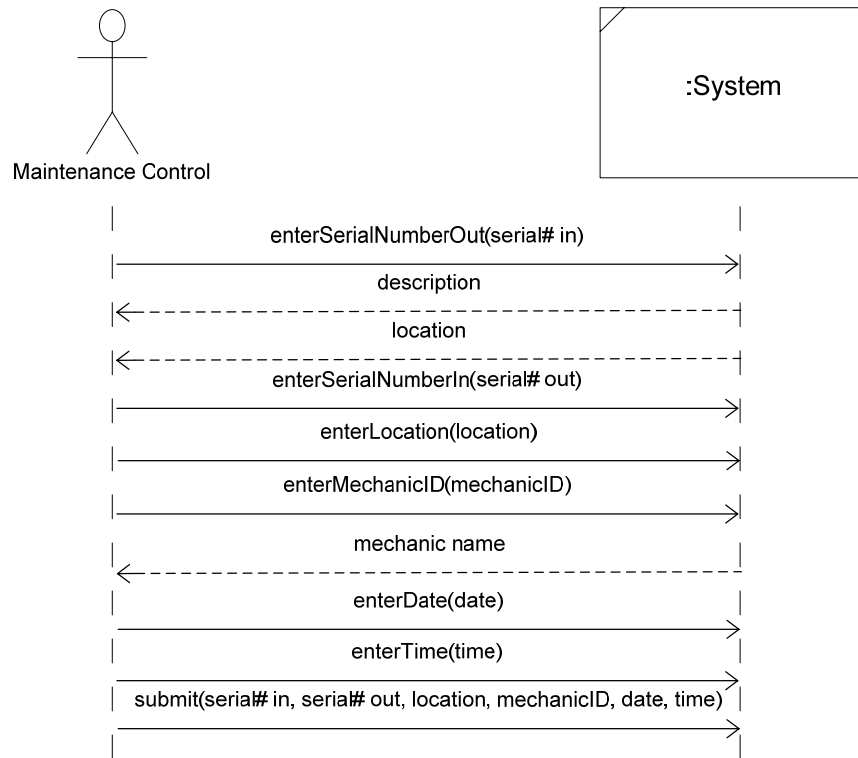 :System
Maintenance Control
enterSerialNumberOut(serial# in)
description
location
enterSerialNumberIn(serial# out)
enterLocation(location)
enterMechanicID(mechanicID)
mechanic name
enterDate(date)
enterTime(time)
submit(serial# in, serial# out, location, mechanicID, date, time)